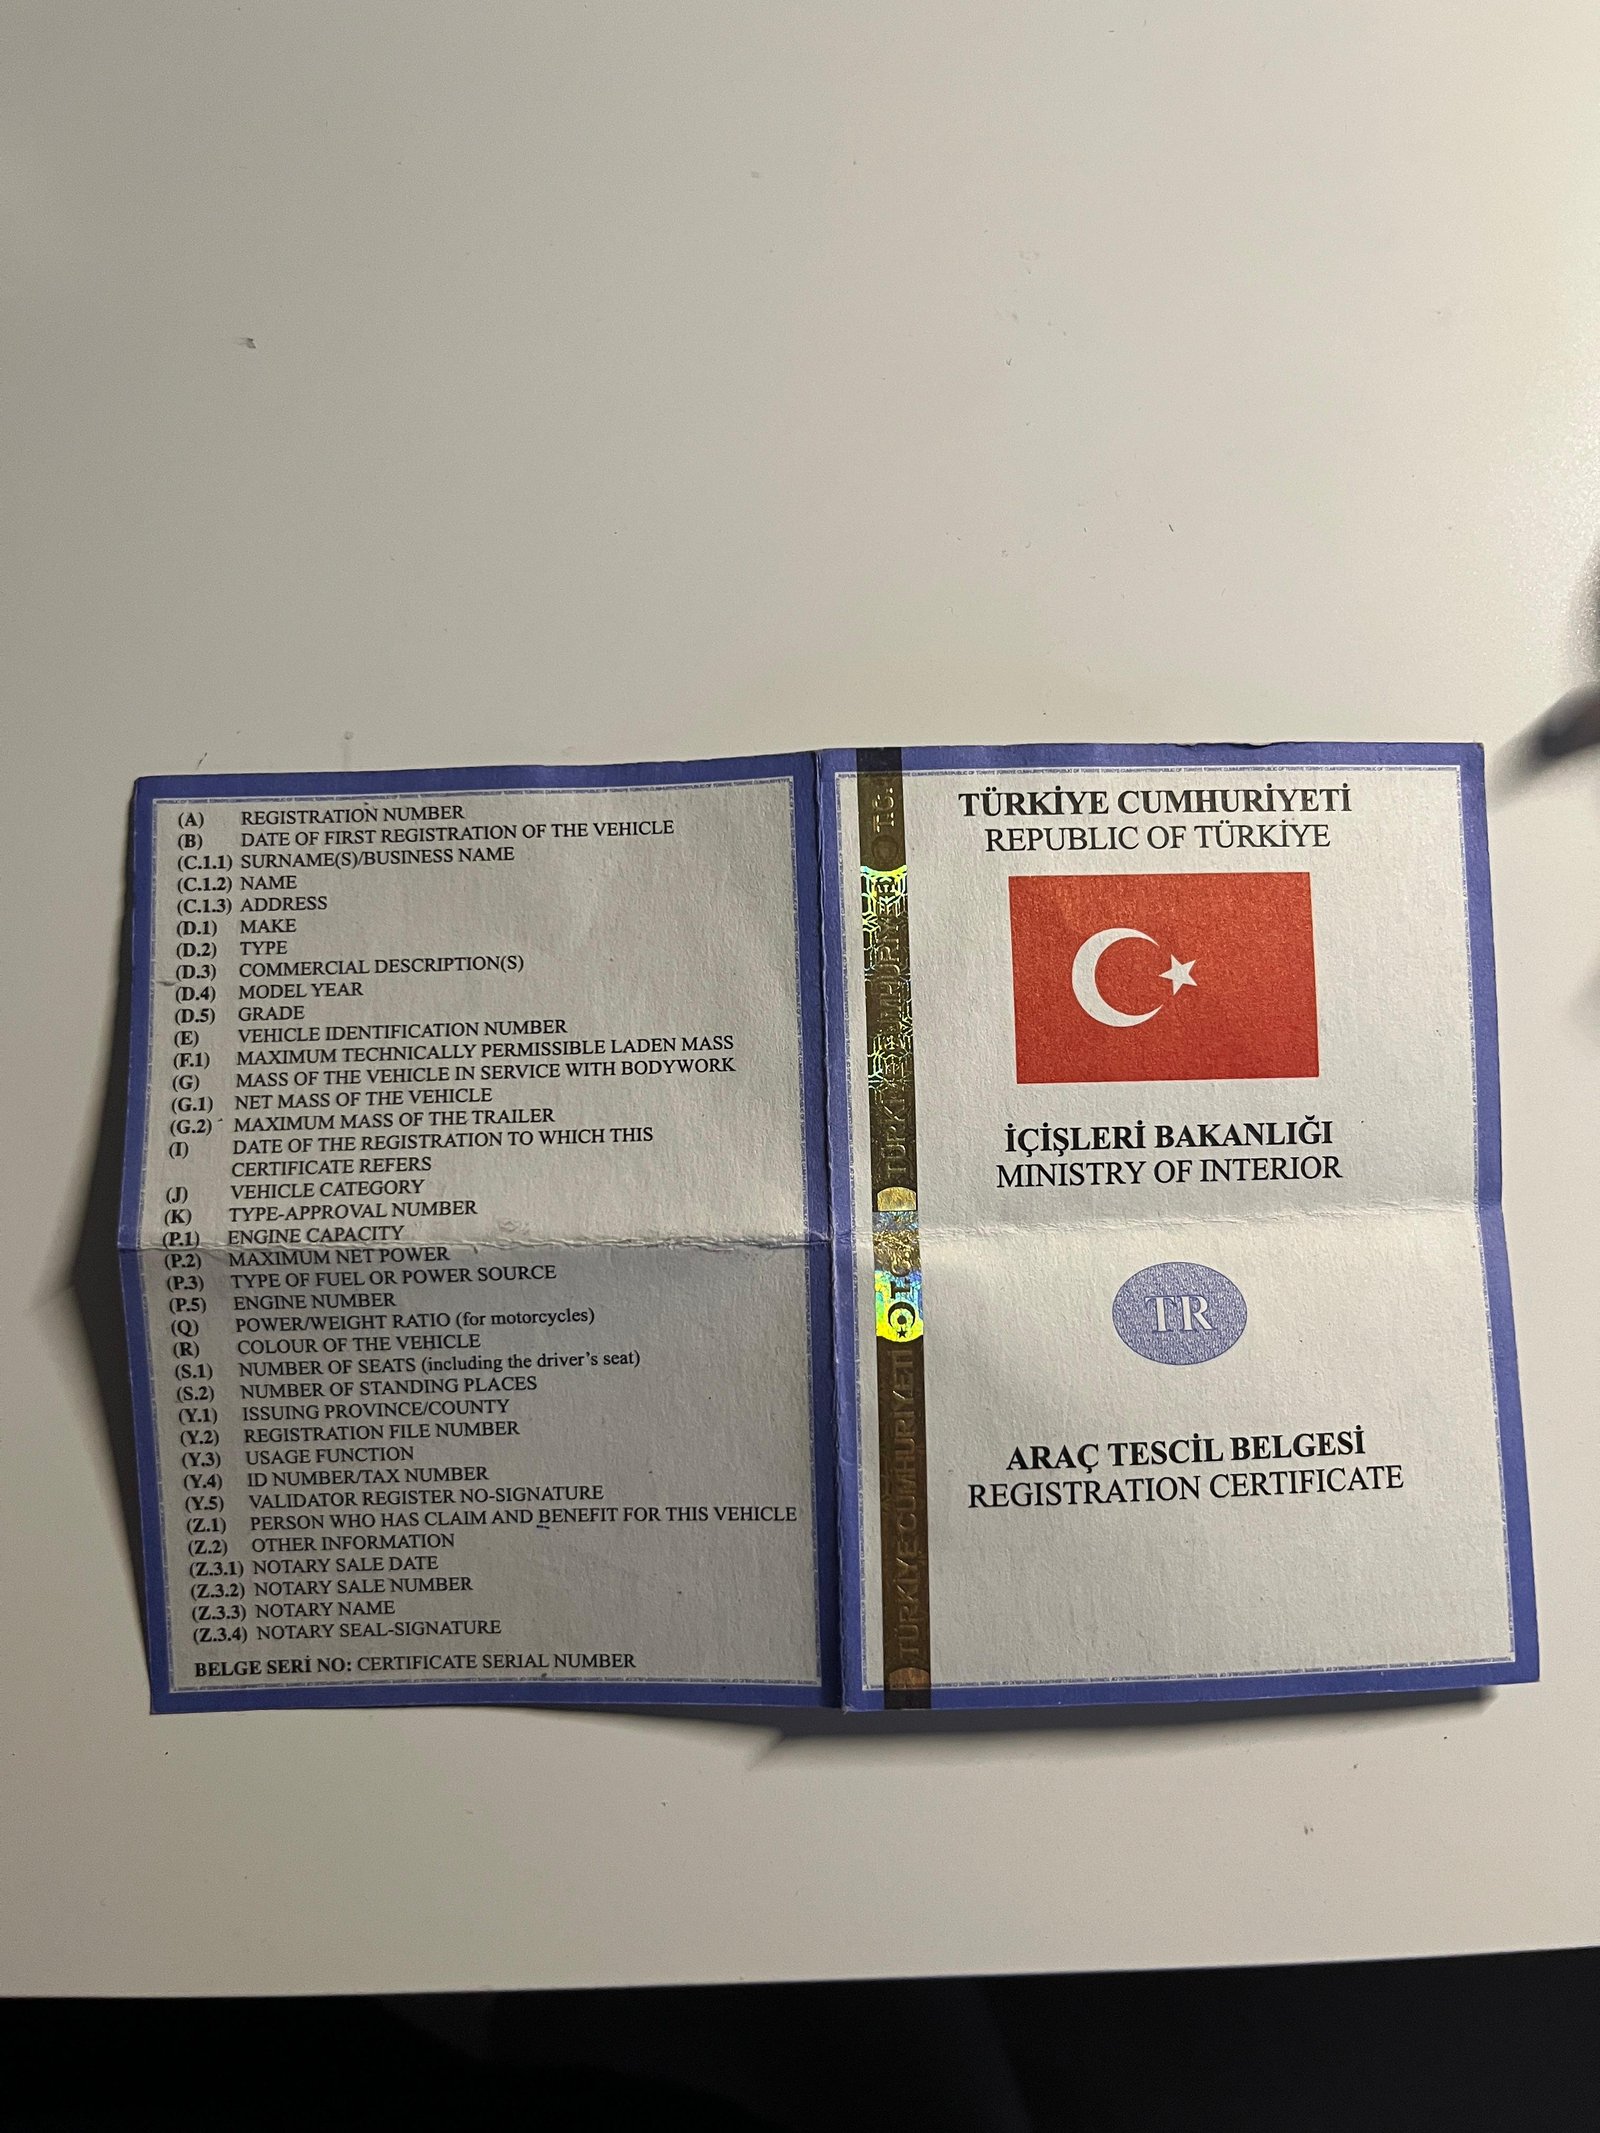 (A) REGISTRATION NUMBER
(B) DATE OF FIRST REGISTRATION OF THE VEHICLE
(C.1.1) SURNAME(S)/BUSINESS NAME
(C.1.2) NAME
(C.1.3) ADDRESS
(D.1) MAKE
(D.2) TYPE
(D.3) COMMERCIAL DESCRIPTION(S)
(D.4) MODEL YEAR
(D.5) GRADE
(E) VEHICLE IDENTIFICATION NUMBER
(F.1) MAXIMUM TECHNICALLY PERMISSIBLE LADEN MASS
(G) MASS OF THE VEHICLE IN SERVICE WITH BODYWORK
(G.1) NET MASS OF THE VEHICLE
(G.2) MAXIMUM MASS OF THE TRAILER
(I) DATE OF THE REGISTRATION TO WHICH THIS
CERTIFICATE REFERS
(J) VEHICLE CATEGORY
(K) TYPE-APPROVAL NUMBER
(P.1) ENGINE CAPACITY
(P.2) MAXIMUM NET POWER
(P.3) TYPE OF FUEL OR POWER SOURCE
(P.5) ENGINE NUMBER
(Q) POWER/WEIGHT RATIO (for motorcycles)
(R) COLOUR OF THE VEHICLE
(S.1) NUMBER OF SEATS (including the driver's seat)
(S.2) NUMBER OF STANDING PLACES
(Y.1) ISSUING PROVINCE/COUNTY
(Y.2) REGISTRATION FILE NUMBER
(Y.3) USAGE FUNCTION
(Y.4) ID NUMBER/TAX NUMBER
(Y.5) VALIDATOR REGISTER NO-SIGNATURE
(Z.1) PERSON WHO HAS CLAIM AND BENEFIT FOR THIS VEHICLE
(Z.2) OTHER INFORMATION
(Z.3.1) NOTARY SALE DATE
(Z.3.2) NOTARY SALE NUMBER
(Z.3.3) NOTARY NAME
(Z.3.4) NOTARY SEAL-SIGNATURE
BELGE SERİ NO: CERTIFICATE SERIAL NUMBER
T.C.
TÜRKİYE CUMHURİYETİ
T.C.
TÜRKİYE CUMHURİYETİ
TÜRKİYE CUMHURİYETİ
REPUBLIC OF TÜRKİYE
İÇİŞLERİ BAKANLIĞI
MINISTRY OF INTERIOR
TR
ARAÇ TESCİL BELGESİ
REGISTRATION CERTIFICATE